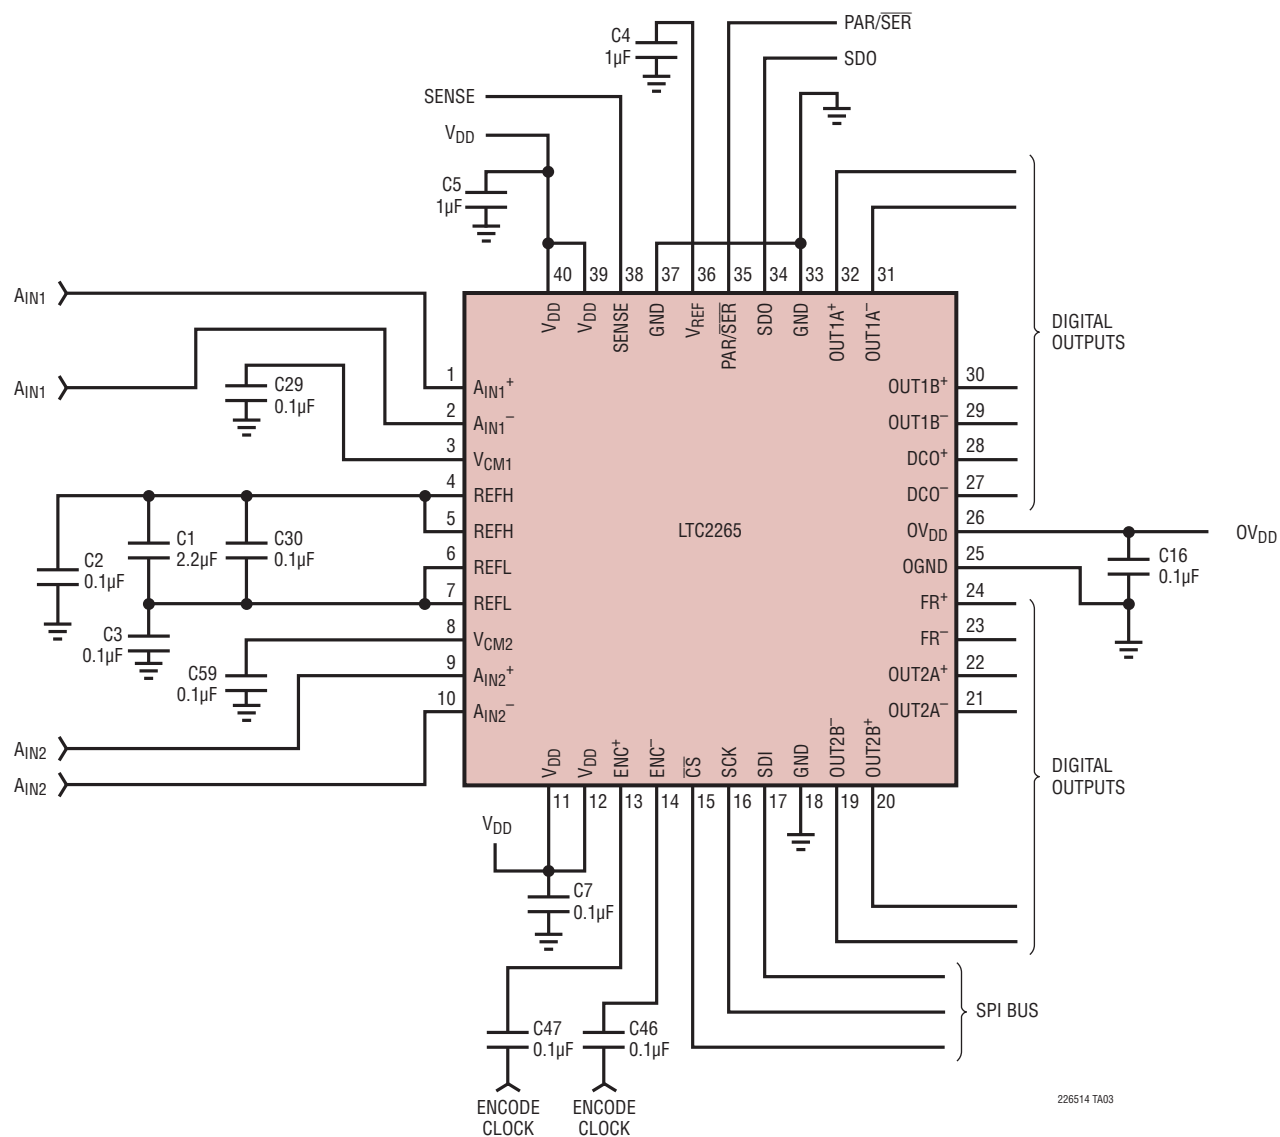 C4
1µF
PAR/SER
SDO
SENSE
VDD
C5
1µF
40 39 38 37 36 35 34 33 32 31
VDD VDD SENSE GND VREF PAR/SER SDO GND OUT1A+ OUT1A–
AIN1
AIN1
C29
0.1µF
1 AIN1+
2 AIN1–
3 VCM1
4 REFH
5 REFH
6 REFL
7 REFL
8 VCM2
9 AIN2+
10 AIN2–
C2
0.1µF
C1
2.2µF
C30
0.1µF
C3
0.1µF
C59
0.1µF
AIN2
AIN2
LTC2265
OUT1B+ 30
OUT1B– 29
DCO+ 28
DCO– 27
OVDD 26
OGND 25
FR+ 24
FR– 23
OUT2A+ 22
OUT2A– 21
DIGITAL
OUTPUTS
OVDD
C16
0.1µF
DIGITAL
OUTPUTS
VDD VDD ENC+ ENC– CS SCK SDI GND OUT2B– OUT2B+
11 12 13 14 15 16 17 18 19 20
VDD
C7
0.1µF
C47
0.1µF
C46
0.1µF
SPI BUS
ENCODE
CLOCK
ENCODE
CLOCK
226514 TA03